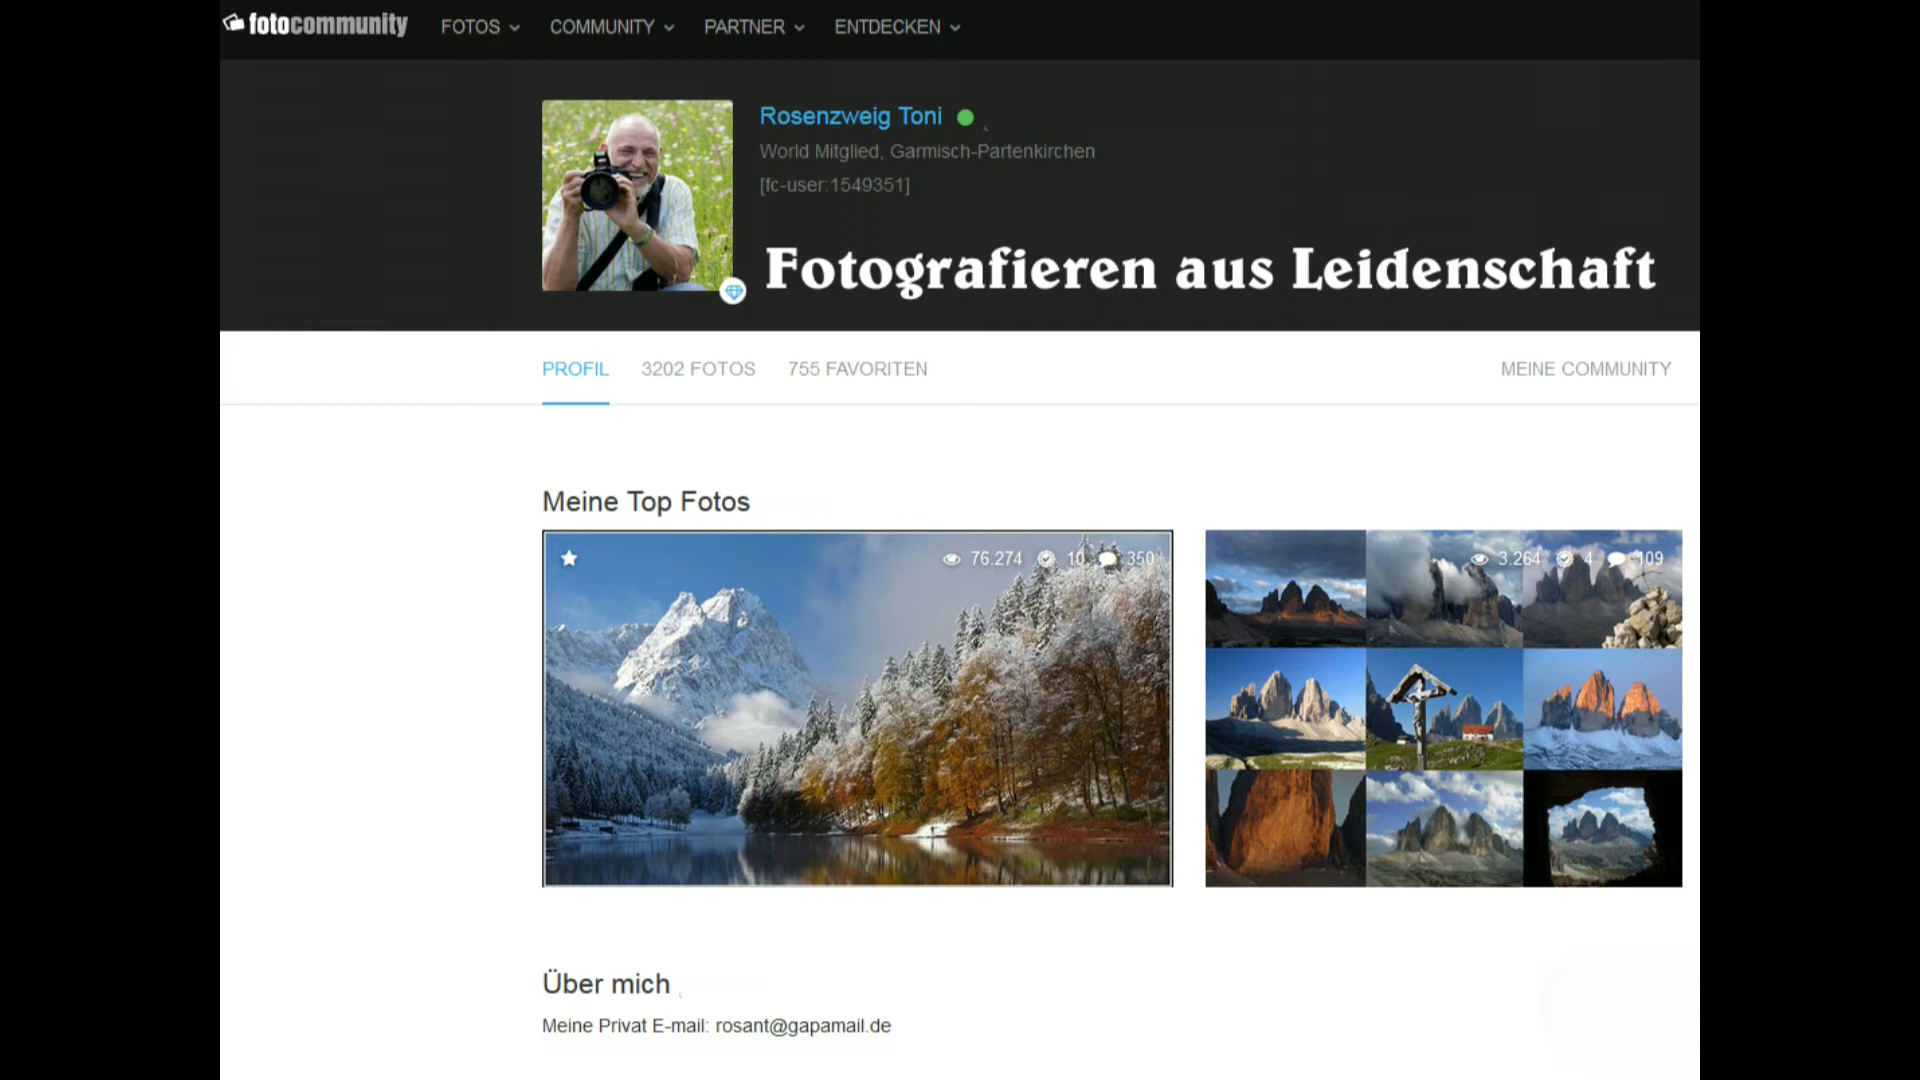 fotocommunity FOTOS COMMUNITY PARTNER ENTDECKEN
Rosenzweig Toni
World Mitglied, Garmisch-Partenkirchen
[fc-user:1549351]
Fotografieren aus Leidenschaft
PROFIL 3202 FOTOS 755 FAVORITEN MEINE COMMUNITY
Meine Top Fotos
76.274 10 350 3.264 4 109
Über mich
Meine Privat E-mail: rosant@gapamail.de